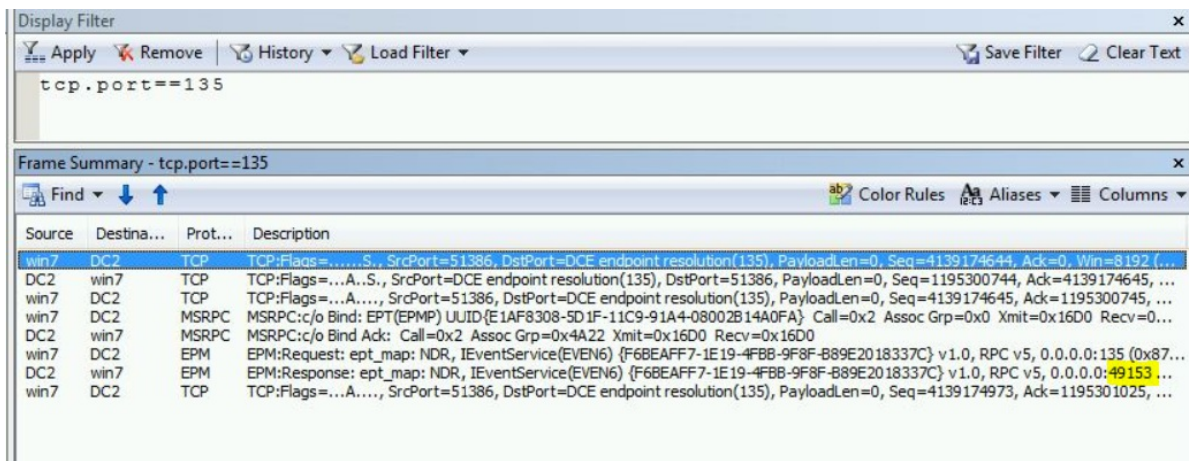 Display Filter x
Apply Remove History Load Filter Save Filter Clear Text
tcp.port==135
Frame Summary - tcp.port==135 x
Find Color Rules Aliases Columns
Source Destina... Prot... Description
win7 DC2 TCP TCP:Flags=......S., SrcPort=51386, DstPort=DCE endpoint resolution(135), PayloadLen=0, Seq=4139174644, Ack=0, Win=8192 (...
DC2 win7 TCP TCP:Flags=...A..S., SrcPort=DCE endpoint resolution(135), DstPort=51386, PayloadLen=0, Seq=1195300744, Ack=4139174645, ...
win7 DC2 TCP TCP:Flags=...A...., SrcPort=51386, DstPort=DCE endpoint resolution(135), PayloadLen=0, Seq=4139174645, Ack=1195300745, ...
win7 DC2 MSRPC MSRPC:c/o Bind: EPT(EPMP) UUID{E1AF8308-5D1F-11C9-91A4-08002B14A0FA} Call=0x2 Assoc Grp=0x0 Xmit=0x16D0 Recv=0...
DC2 win7 MSRPC MSRPC:c/o Bind Ack: Call=0x2 Assoc Grp=0x4A22 Xmit=0x16D0 Recv=0x16D0
win7 DC2 EPM EPM:Request: ept_map: NDR, IEventService(EVEN6) {F6BEAFF7-1E19-4FBB-9F8F-B89E2018337C} v1.0, RPC v5, 0.0.0.0:135 (0x87...
DC2 win7 EPM EPM:Response: ept_map: NDR, IEventService(EVEN6) {F6BEAFF7-1E19-4FBB-9F8F-B89E2018337C} v1.0, RPC v5, 0.0.0.0:49153 ...
win7 DC2 TCP TCP:Flags=...A...., SrcPort=51386, DstPort=DCE endpoint resolution(135), PayloadLen=0, Seq=4139174973, Ack=1195301025, ...